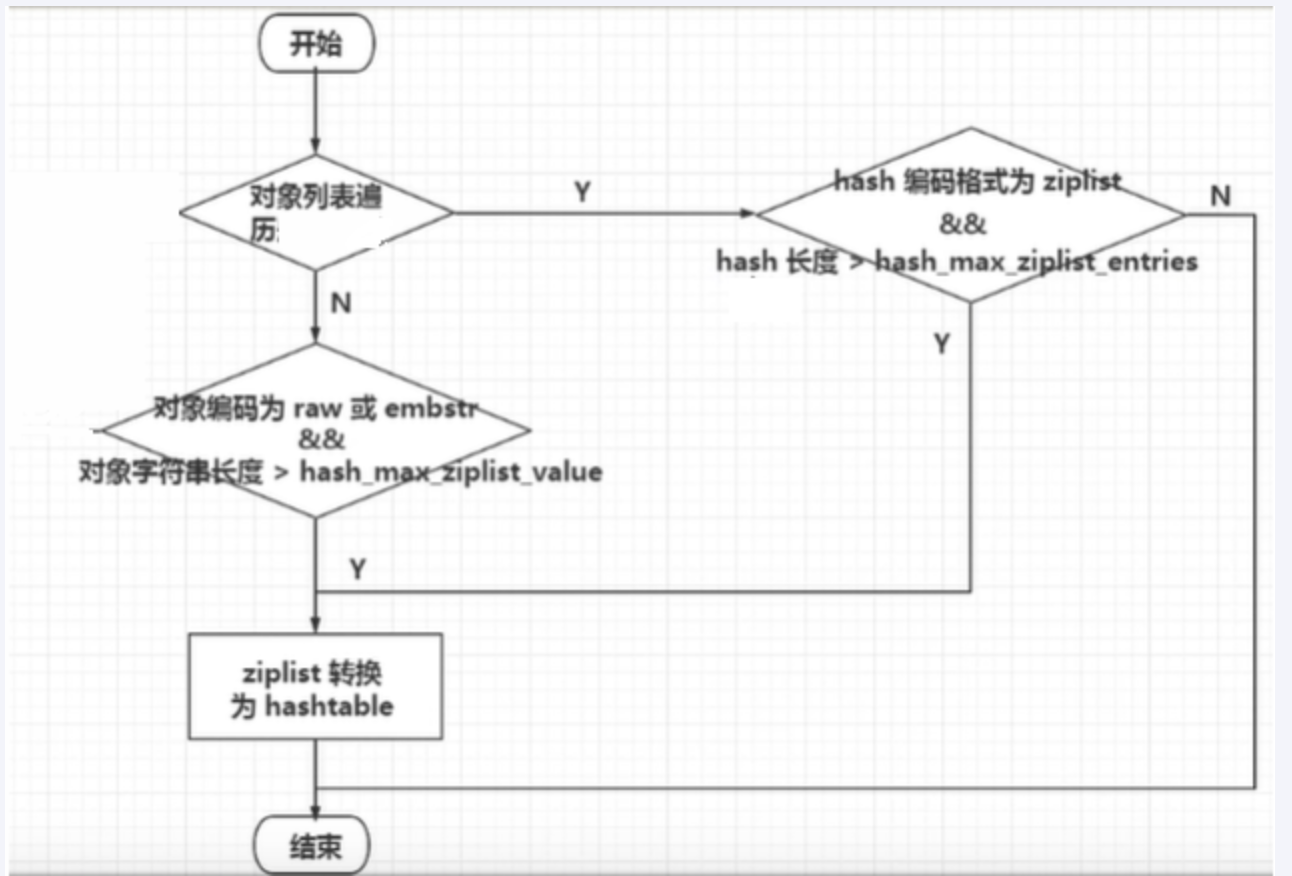 开始
对象列表遍
历
Y
hash 编码格式为 ziplist
&&
hash 长度 > hash_max_ziplist_entries
N
N
Y
对象编码为 raw 或 embstr
&&
对象字符串长度 > hash_max_ziplist_value
Y
ziplist 转换
为 hashtable
结束